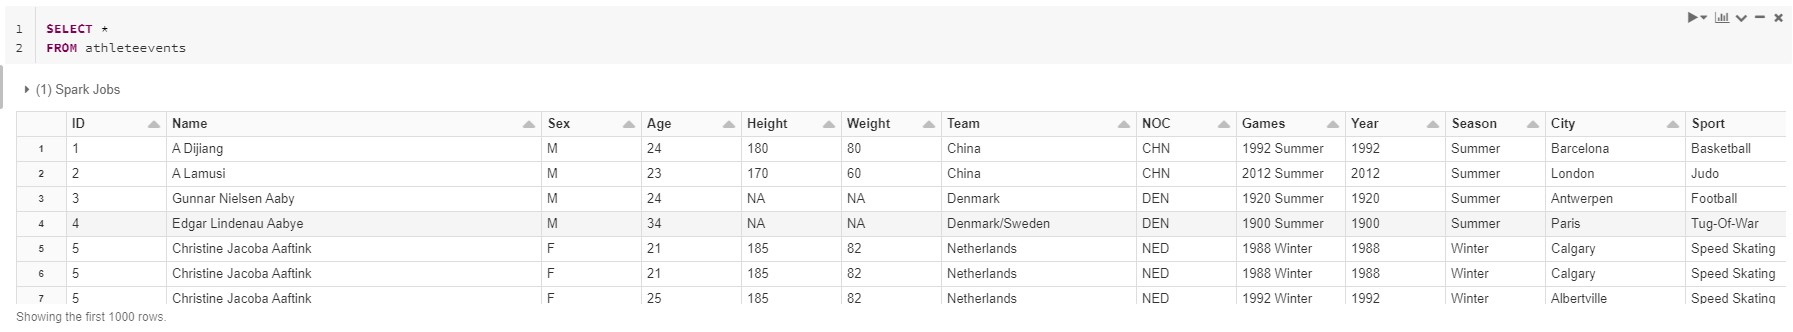 1 SELECT *
2 FROM athleteevents
(1) Spark Jobs
ID Name Sex Age Height Weight Team NOC Games Year Season City Sport
1 1 A Dijiang M 24 180 80 China CHN 1992 Summer 1992 Summer Barcelona Basketball
2 2 A Lamusi M 23 170 60 China CHN 2012 Summer 2012 Summer London Judo
3 3 Gunnar Nielsen Aaby M 24 NA NA Denmark DEN 1920 Summer 1920 Summer Antwerpen Football
4 4 Edgar Lindenau Aabye M 34 NA NA Denmark/Sweden DEN 1900 Summer 1900 Summer Paris Tug-Of-War
5 5 Christine Jacoba Aaftink F 21 185 82 Netherlands NED 1988 Winter 1988 Winter Calgary Speed Skating
6 5 Christine Jacoba Aaftink F 21 185 82 Netherlands NED 1988 Winter 1988 Winter Calgary Speed Skating
7 5 Christine Jacoba Aaftink F 25 185 82 Netherlands NED 1992 Winter 1992 Winter Albertville Speed Skating
Showing the first 1000 rows.